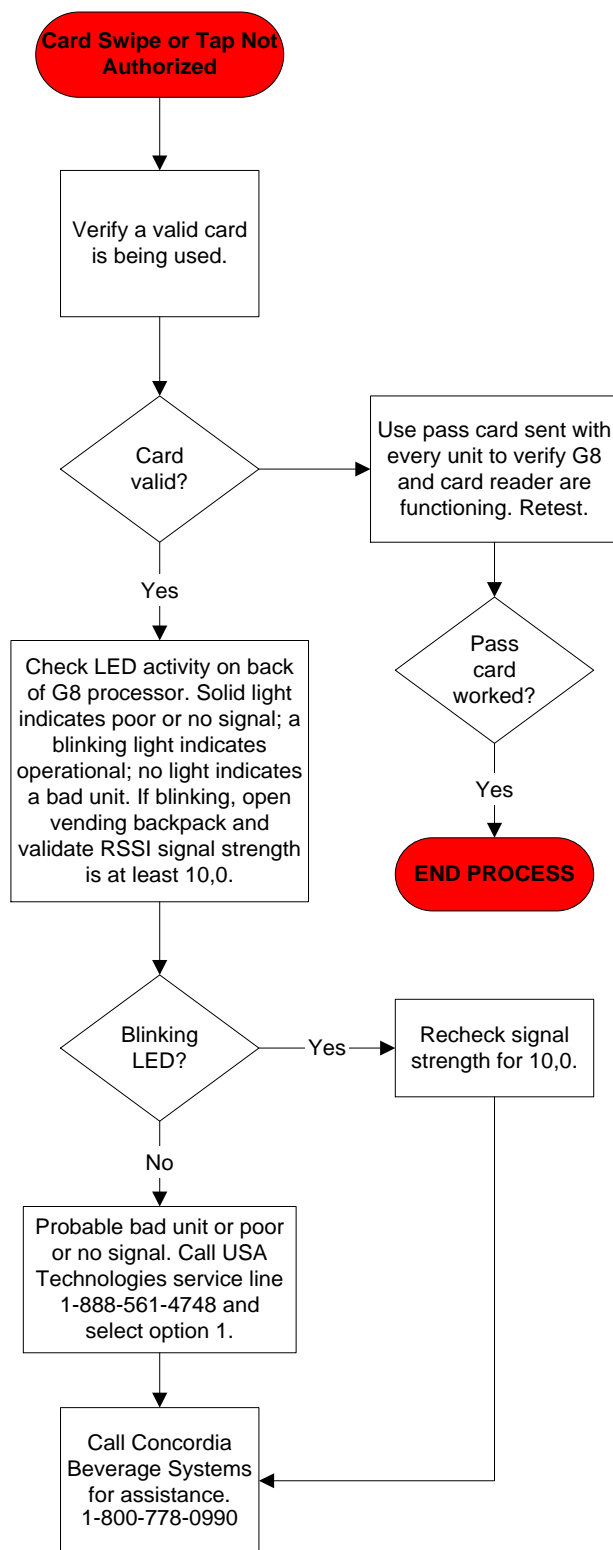 Card Swipe or Tap Not
Authorized
Verify a valid card
is being used.
Card
valid?
Use pass card sent with
every unit to verify G8
and card reader are
functioning. Retest.
Yes
Pass
card
worked?
Check LED activity on back
of G8 processor. Solid light
indicates poor or no signal; a
blinking light indicates
operational; no light indicates
a bad unit. If blinking, open
vending backpack and
validate RSSI signal strength
is at least 10,0.
Yes
END PROCESS
Blinking
LED?
Yes
Recheck signal
strength for 10,0.
No
Probable bad unit or poor
or no signal. Call USA
Technologies service line
1-888-561-4748 and
select option 1.
Call Concordia
Beverage Systems
for assistance.
1-800-778-0990